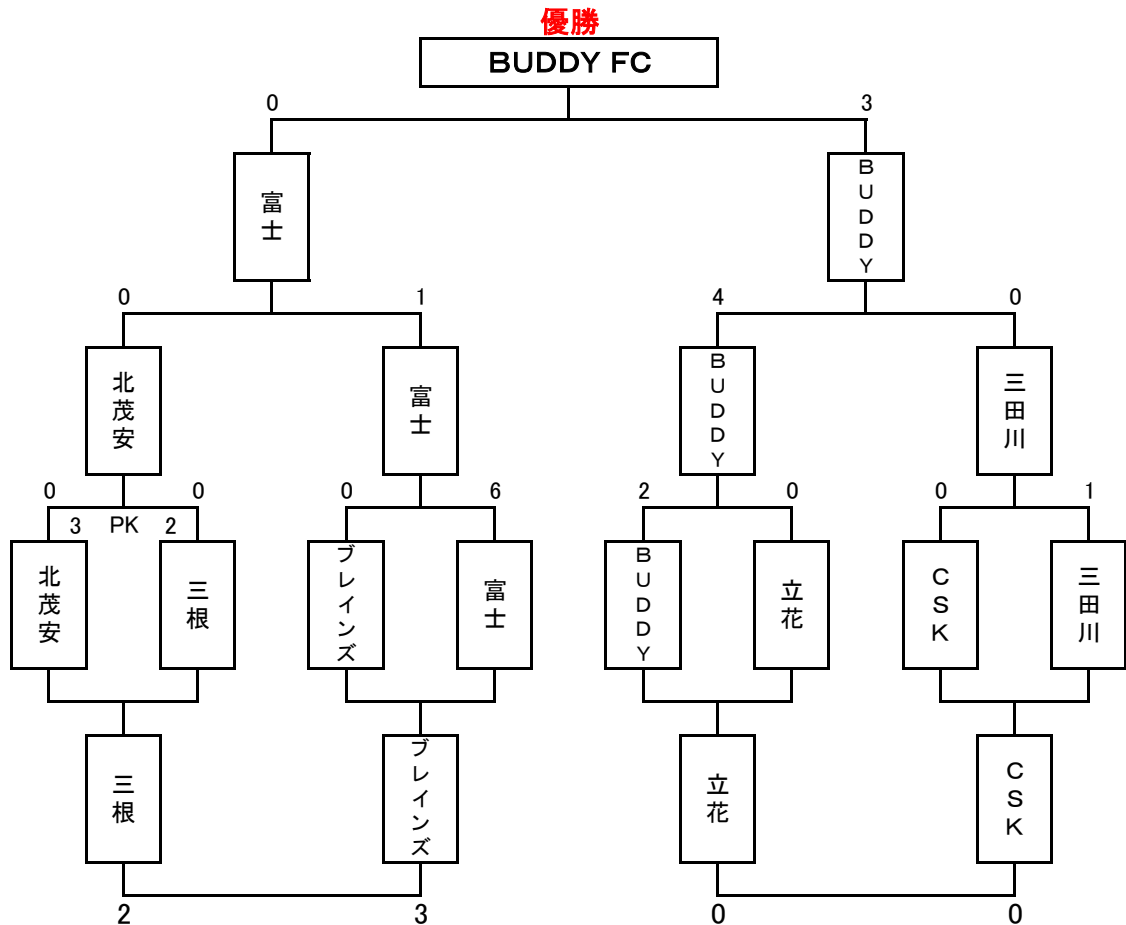 優勝
BUDDY FC
0 3
富士 BUDDY
0 1 4 0
北茂安 富士 BUDDY 三田川
0 0 0 6 2 0 0 1
3 PK 2
北茂安 三根 ブレインズ 富士 BUDDY 立花 CSK 三田川
三根 ブレインズ 立花 CSK
2 3 0 0